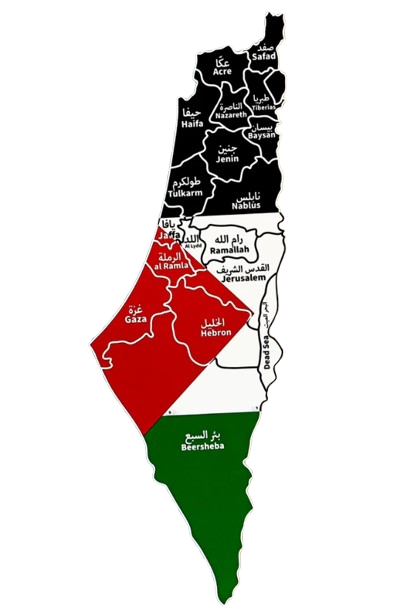 صفد
Safad
عكّا
Acre
طبريا
Tiberias
الناصرة
Nazareth
حيفا
Haifa
بيسان
Baysan
جنين
Jenin
طولكرم
Tulkarm
نابلس
Nablus
يافا
Jaffa
اللد
Al Lydd
رام الله
Ramallah
الرملة
al Ramla
القدس الشريف
Jerusalem
غزة
Gaza
الخليل
Hebron
البحر الميت
Dead Sea
بئر السبع
Beersheba